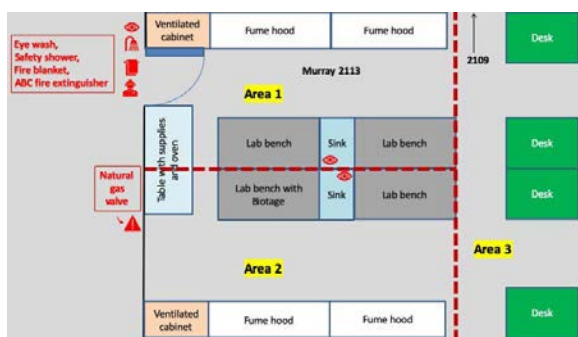 Ventilated
cabinet
Fume hood
Fume hood
Desk
Eye wash,
Safety shower,
Fire blanket,
ABC fire extinguisher
2109
Murray 2113
Area 1
Table with supplies
and oven
Lab bench
Sink
Lab bench
Desk
Natural
gas
valve
Lab bench with
Biotage
Sink
Lab bench
Desk
Area 2
Area 3
Ventilated
cabinet
Fume hood
Fume hood
Desk